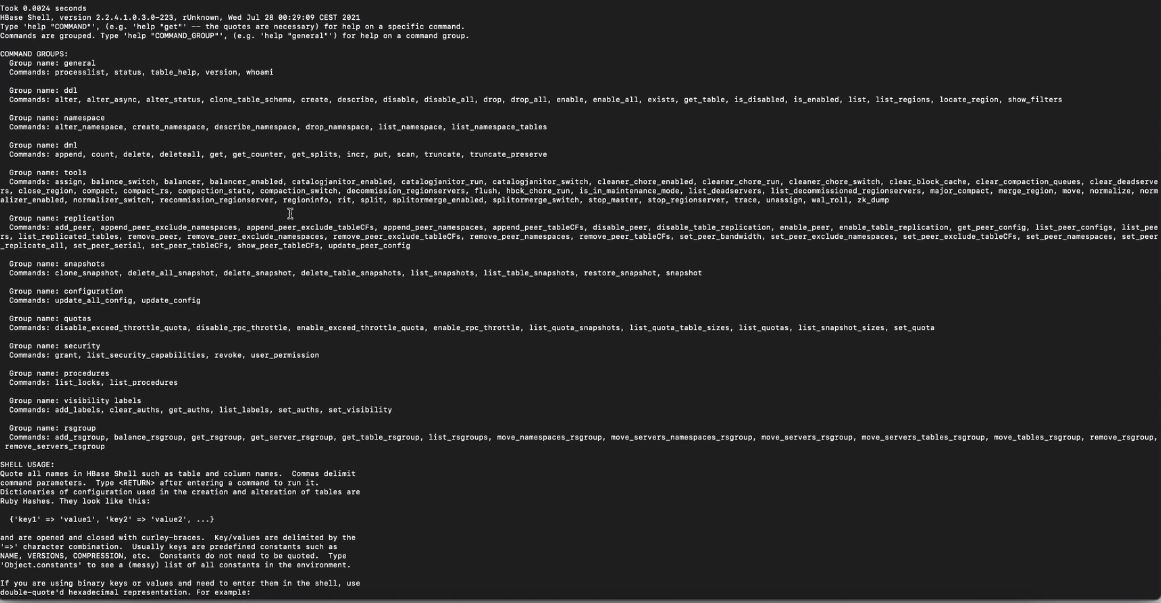 Took 0.0024 seconds
HBase Shell, version 2.2.4.1.0.3.0-223, rUnknown, Wed Jul 28 00:29:09 CEST 2021
Type 'help "COMMAND"', (e.g. 'help "get"' -- the quotes are necessary) for help on a specific command.
Commands are grouped. Type 'help "COMMAND_GROUP"', (e.g. 'help "general"') for help on a command group.
COMMAND GROUPS:
Group name: general
Commands: processlist, status, table_help, version, whoami
Group name: ddl
Commands: alter, alter_async, alter_status, clone_table_schema, create, describe, disable, disable_all, drop, drop_all, enable, enable_all, exists, get_table, is_disabled, is_enabled, list, list_regions, locate_region, show_filters
Group name: namespace
Commands: alter_namespace, create_namespace, describe_namespace, drop_namespace, list_namespace, list_namespace_tables
Group name: dml
Commands: append, count, delete, deleteall, get, get_counter, get_splits, incr, put, scan, truncate, truncate_preserve
Group name: tools
Commands: assign, balance_switch, balancer, balancer_enabled, catalogjanitor_enabled, catalogjanitor_run, catalogjanitor_switch, cleaner_chore_enabled, cleaner_chore_run, cleaner_chore_switch, clear_block_cache, clear_compaction_queues, clear_deadserve
rs, close_region, compact, compact_rs, compaction_state, compaction_switch, decommission_regionservers, flush, hbck_chore_run, is_in_maintenance_mode, list_deadservers, list_decommissioned_regionservers, major_compact, merge_region, move, normalize, norm
alizer_enabled, normalizer_switch, recommission_regionserver, regioninfo, rit, split, splitormerge_enabled, splitormerge_switch, stop_master, stop_regionserver, trace, unassign, wal_roll, zk_dump
Group name: replication
Commands: add_peer, append_peer_exclude_namespaces, append_peer_exclude_tableCFs, append_peer_namespaces, append_peer_tableCFs, disable_peer, disable_table_replication, enable_peer, enable_table_replication, get_peer_config, list_peer_configs, list_pee
rs, list_replicated_tables, remove_peer, remove_peer_exclude_namespaces, remove_peer_exclude_tableCFs, remove_peer_namespaces, remove_peer_tableCFs, set_peer_bandwidth, set_peer_exclude_namespaces, set_peer_exclude_tableCFs, set_peer_namespaces, set_peer
_replicate_all, set_peer_serial, set_peer_tableCFs, show_peer_tableCFs, update_peer_config
Group name: snapshots
Commands: clone_snapshot, delete_all_snapshot, delete_snapshot, delete_table_snapshots, list_snapshots, list_table_snapshots, restore_snapshot, snapshot
Group name: configuration
Commands: update_all_config, update_config
Group name: quotas
Commands: disable_exceed_throttle_quota, disable_rpc_throttle, enable_exceed_throttle_quota, enable_rpc_throttle, list_quota_snapshots, list_quota_table_sizes, list_quotas, list_snapshot_sizes, set_quota
Group name: security
Commands: grant, list_security_capabilities, revoke, user_permission
Group name: procedures
Commands: list_locks, list_procedures
Group name: visibility labels
Commands: add_labels, clear_auths, get_auths, list_labels, set_auths, set_visibility
Group name: rsgroup
Commands: add_rsgroup, balance_rsgroup, get_rsgroup, get_server_rsgroup, get_table_rsgroup, list_rsgroups, move_namespaces_rsgroup, move_servers_namespaces_rsgroup, move_servers_rsgroup, move_servers_tables_rsgroup, move_tables_rsgroup, remove_rsgroup,
remove_servers_rsgroup
SHELL USAGE:
Quote all names in HBase Shell such as table and column names.  Commas delimit
command parameters.  Type <RETURN> after entering a command to run it.
Dictionaries of configuration used in the creation and alteration of tables are
Ruby Hashes. They look like this:
{'key1' => 'value1', 'key2' => 'value2', ...}
and are opened and closed with curley-braces.  Key/values are delimited by the
'=>' character combination.  Usually keys are predefined constants such as
NAME, VERSIONS, COMPRESSION, etc.  Constants do not need to be quoted.  Type
'Object.constants' to see a (messy) list of all constants in the environment.
If you are using binary keys or values and need to enter them in the shell, use
double-quote'd hexadecimal representation. For example: